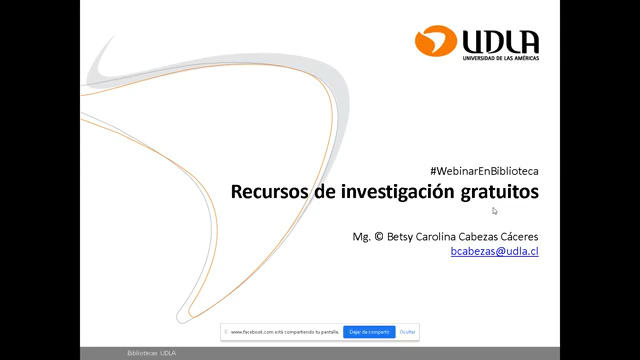 UDLA
UNIVERSIDAD DE LAS AMÉRICAS
#WebinarEnBiblioteca
Recursos de investigación gratuitos
Mg. © Betsy Carolina Cabezas Cáceres
bcabezas@udla.cl
www.facebook.com está compartiendo tu pantalla. Dejar de compartir Ocultar
Bibliotecas UDLA